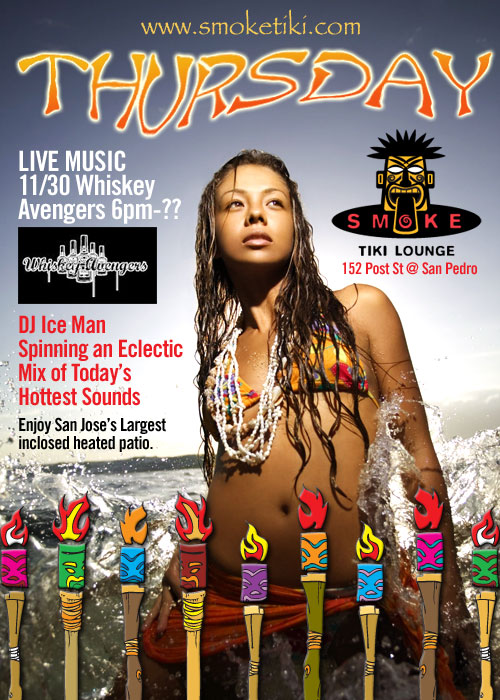 www.smoketiki.com
THURSDAY
LIVE MUSIC
11/30 Whiskey
Avengers 6pm-??
Whiskey Avengers
SMOKE
TIKI LOUNGE
152 Post St @ San Pedro
DJ Ice Man
Spinning an Eclectic
Mix of Today's
Hottest Sounds
Enjoy San Jose's Largest
inclosed heated patio.